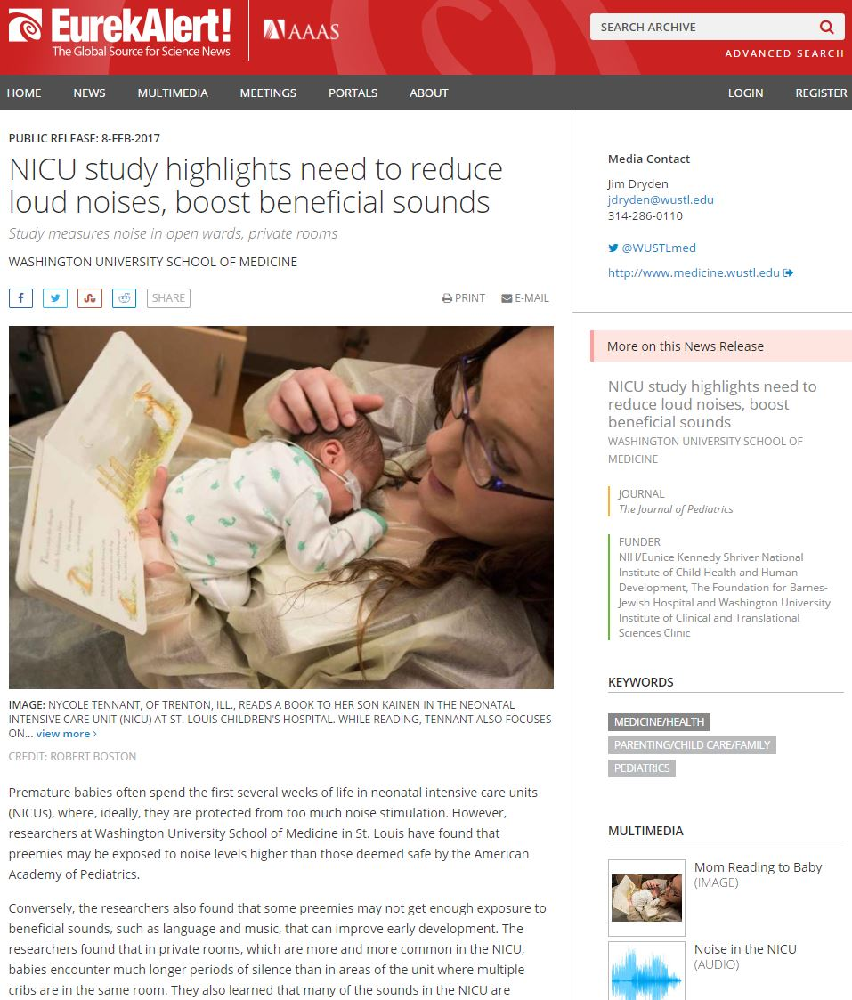 EurekAlert!
The Global Source for Science News
AAAS
SEARCH ARCHIVE
ADVANCED SEARCH
HOME NEWS MULTIMEDIA MEETINGS PORTALS ABOUT LOGIN REGISTER
PUBLIC RELEASE: 8-FEB-2017
NICU study highlights need to reduce
loud noises, boost beneficial sounds
Study measures noise in open wards, private rooms
WASHINGTON UNIVERSITY SCHOOL OF MEDICINE
SHARE
PRINT E-MAIL
IMAGE: NYCOLE TENNANT, OF TRENTON, ILL., READS A BOOK TO HER SON KAINEN IN THE NEONATAL
INTENSIVE CARE UNIT (NICU) AT ST. LOUIS CHILDREN'S HOSPITAL. WHILE READING, TENNANT ALSO FOCUSES
ON... view more ›
CREDIT: ROBERT BOSTON
Premature babies often spend the first several weeks of life in neonatal intensive care units
(NICUs), where, ideally, they are protected from too much noise stimulation. However,
researchers at Washington University School of Medicine in St. Louis have found that
preemies may be exposed to noise levels higher than those deemed safe by the American
Academy of Pediatrics.
Conversely, the researchers also found that some preemies may not get enough exposure to
beneficial sounds, such as language and music, that can improve early development. The
researchers found that in private rooms, which are more and more common in the NICU,
babies encounter much longer periods of silence than in areas of the unit where multiple
cribs are in the same room. They also learned that many of the sounds in the NICU are
Media Contact
Jim Dryden
jdryden@wustl.edu
314-286-0110
@WUSTLmed
http://www.medicine.wustl.edu
More on this News Release
NICU study highlights need to
reduce loud noises, boost
beneficial sounds
WASHINGTON UNIVERSITY SCHOOL OF
MEDICINE
JOURNAL
The Journal of Pediatrics
FUNDER
NIH/Eunice Kennedy Shriver National
Institute of Child Health and Human
Development, The Foundation for Barnes-
Jewish Hospital and Washington University
Institute of Clinical and Translational
Sciences Clinic
KEYWORDS
MEDICINE/HEALTH
PARENTING/CHILD CARE/FAMILY
PEDIATRICS
MULTIMEDIA
Mom Reading to Baby
(IMAGE)
Noise in the NICU
(AUDIO)